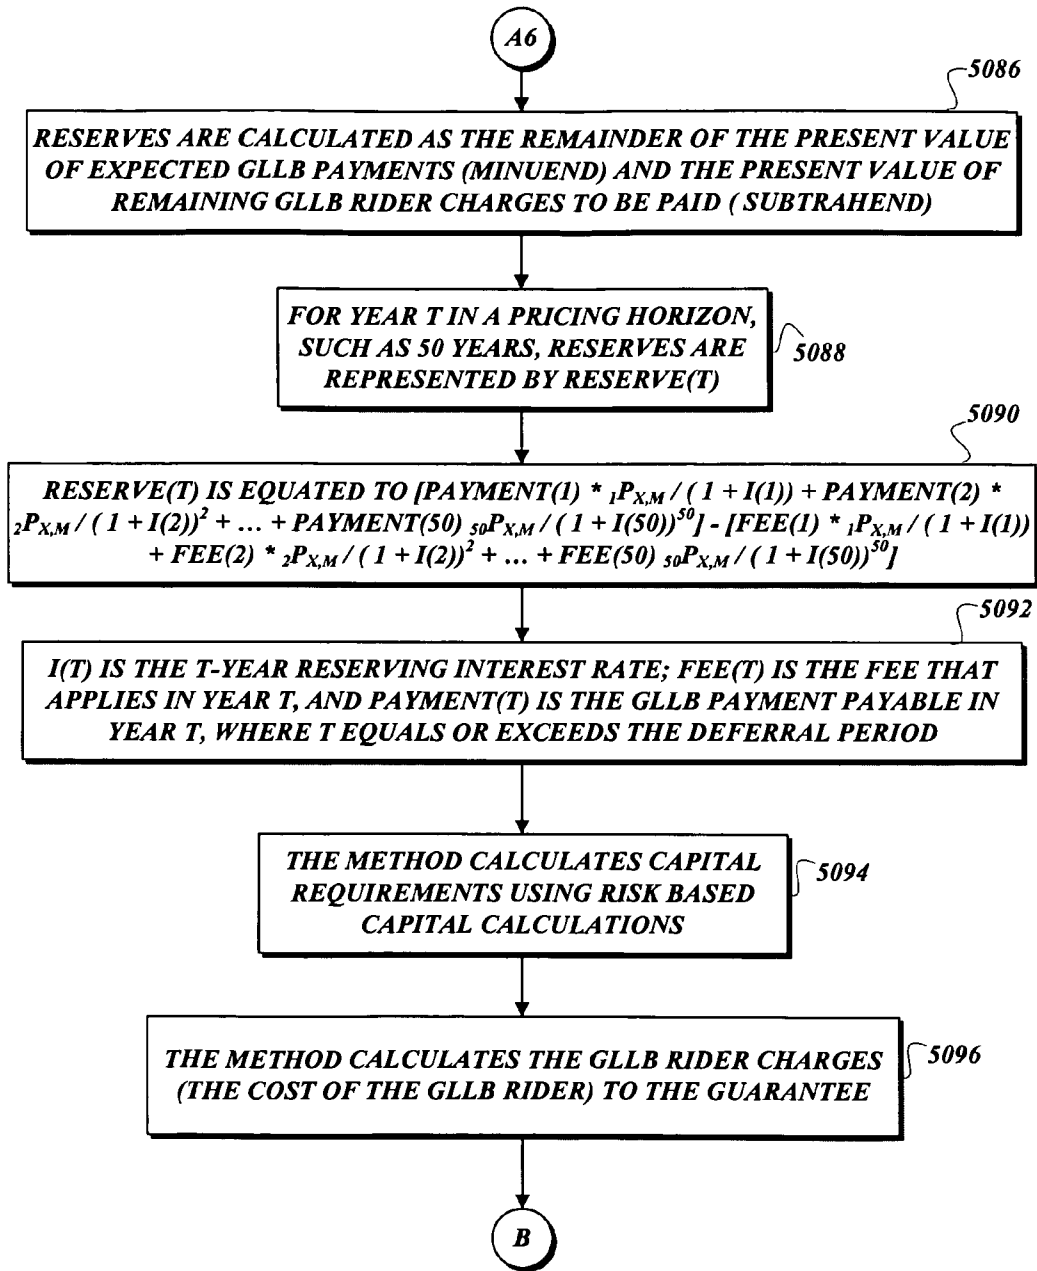 A6
5086
RESERVES ARE CALCULATED AS THE REMAINDER OF THE PRESENT VALUE
OF EXPECTED GLLB PAYMENTS (MINUEND) AND THE PRESENT VALUE OF
REMAINING GLLB RIDER CHARGES TO BE PAID ( SUBTRAHEND)
FOR YEAR T IN A PRICING HORIZON,
SUCH AS 50 YEARS, RESERVES ARE
REPRESENTED BY RESERVE(T)
5088
5090
RESERVE(T) IS EQUATED TO [PAYMENT(1) * ₁P_X,M / ( 1 + I(1)) + PAYMENT(2) *
₂P_X,M / ( 1 + I(2))² + ... + PAYMENT(50) ₅₀P_X,M / (1 + I(50))⁵⁰] - [FEE(1) * ₁P_X,M / (1 + I(1))
+ FEE(2) * ₂P_X,M / ( 1 + I(2))² + ... + FEE(50) ₅₀P_X,M / (1 + I(50))⁵⁰]
5092
I(T) IS THE T-YEAR RESERVING INTEREST RATE; FEE(T) IS THE FEE THAT
APPLIES IN YEAR T, AND PAYMENT(T) IS THE GLLB PAYMENT PAYABLE IN
YEAR T, WHERE T EQUALS OR EXCEEDS THE DEFERRAL PERIOD
THE METHOD CALCULATES CAPITAL
REQUIREMENTS USING RISK BASED
CAPITAL CALCULATIONS
5094
THE METHOD CALCULATES THE GLLB RIDER CHARGES
(THE COST OF THE GLLB RIDER) TO THE GUARANTEE
5096
B